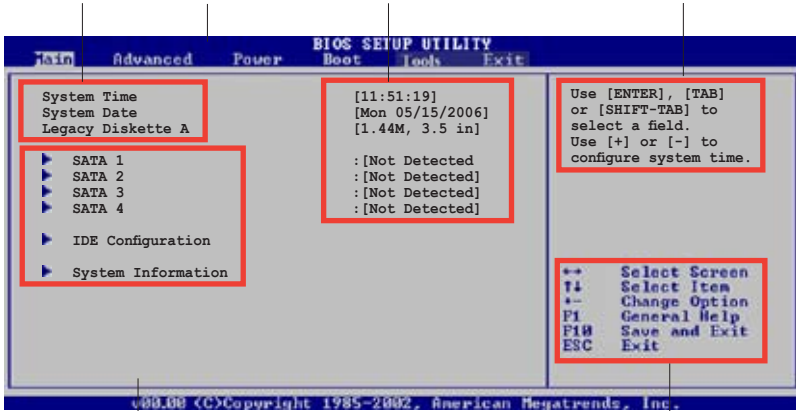 BIOS SETUP UTILITY
Main Advanced Power Boot Tools Exit
System Time [11:51:19]
System Date [Mon 05/15/2006]
Legacy Diskette A [1.44M, 3.5 in]
SATA 1 :[Not Detected
SATA 2 :[Not Detected]
SATA 3 :[Not Detected]
SATA 4 :[Not Detected]
IDE Configuration
System Information
Use [ENTER], [TAB]
or [SHIFT-TAB] to
select a field.
Use [+] or [-] to
configure system time.
↔ Select Screen
↑↓ Select Item
+- Change Option
F1 General Help
F10 Save and Exit
ESC Exit
v00.00 (C)Copyright 1985-2002, American Megatrends, Inc.